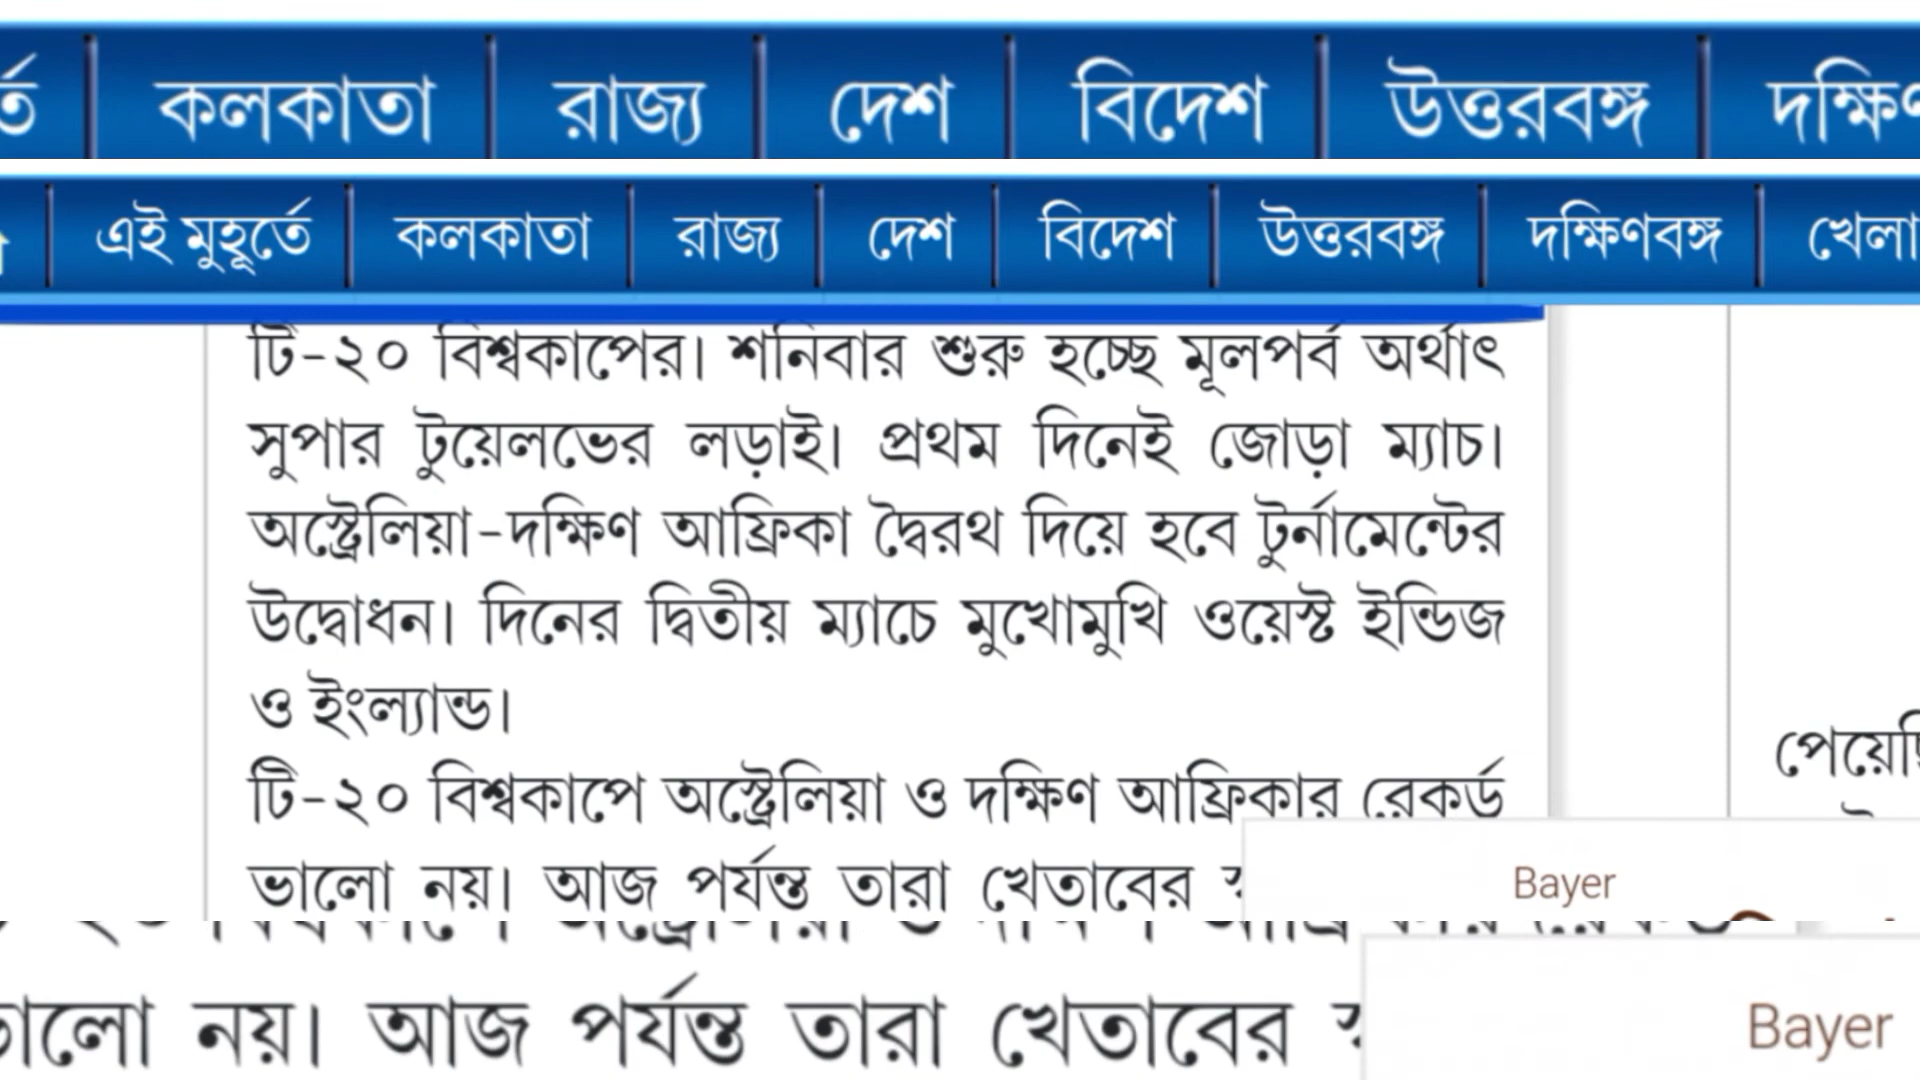 কলকাতা রাজ্য দেশ বিদেশ উত্তরবঙ্গ
এই মুহূর্তে কলকাতা রাজ্য দেশ বিদেশ উত্তরবঙ্গ দক্ষিণবঙ্গ খেলা
টি-২০ বিশ্বকাপের। শনিবার শুরু হচ্ছে মূলপর্ব অর্থাৎ
সুপার টুয়েলভের লড়াই। প্রথম দিনেই জোড়া ম্যাচ।
অস্ট্রেলিয়া-দক্ষিণ আফ্রিকা দ্বৈরথ দিয়ে হবে টুর্নামেন্টের
উদ্বোধন। দিনের দ্বিতীয় ম্যাচে মুখোমুখি ওয়েস্ট ইন্ডিজ
ও ইংল্যান্ড।
টি-২০ বিশ্বকাপে অস্ট্রেলিয়া ও দক্ষিণ আফ্রিকার রেকর্ড
ভালো নয়। আজ পর্যন্ত তারা খেতাবের
Bayer
নয়। আজ পর্যন্ত তারা খেতাবের
Bayer